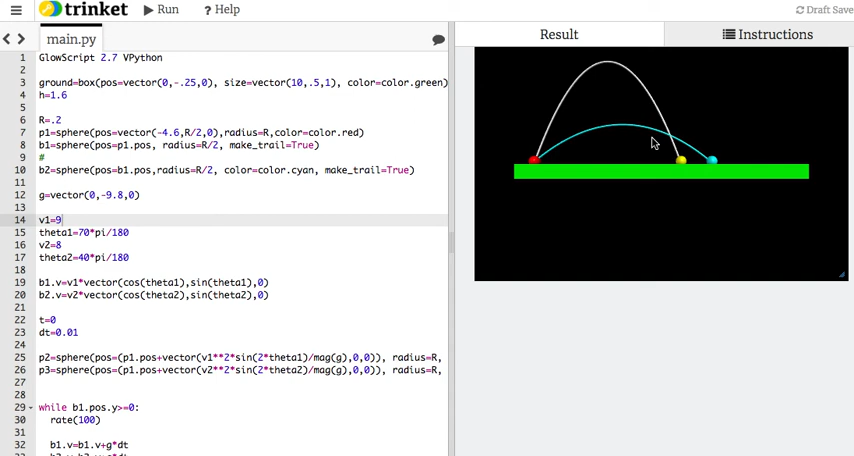 trinket
Run
? Help
Draft Save
main.py
Result
Instructions
1 GlowScript 2.7 VPython
2
3 ground=box(pos=vector(0,-.25,0), size=vector(10,.5,1), color=color.green)
4 h=1.6
5
6 R=.2
7 p1=sphere(pos=vector(-4.6,R/2,0),radius=R,color=color.red)
8 b1=sphere(pos=p1.pos, radius=R/2, make_trail=True)
9 #
10 b2=sphere(pos=b1.pos,radius=R/2, color=color.cyan, make_trail=True)
11
12 g=vector(0,-9.8,0)
13
14 v1=9
15 theta1=70*pi/180
16 v2=8
17 theta2=40*pi/180
18
19 b1.v=v1*vector(cos(theta1),sin(theta1),0)
20 b2.v=v2*vector(cos(theta2),sin(theta2),0)
21
22 t=0
23 dt=0.01
24
25 p2=sphere(pos=(p1.pos+vector(v1**2*sin(2*theta1)/mag(g),0,0)), radius=R,
26 p3=sphere(pos=(p1.pos+vector(v2**2*sin(2*theta2)/mag(g),0,0)), radius=R,
27
28
29 while b1.pos.y>=0:
30 rate(100)
31
32 b1.v=b1.v+g*dt